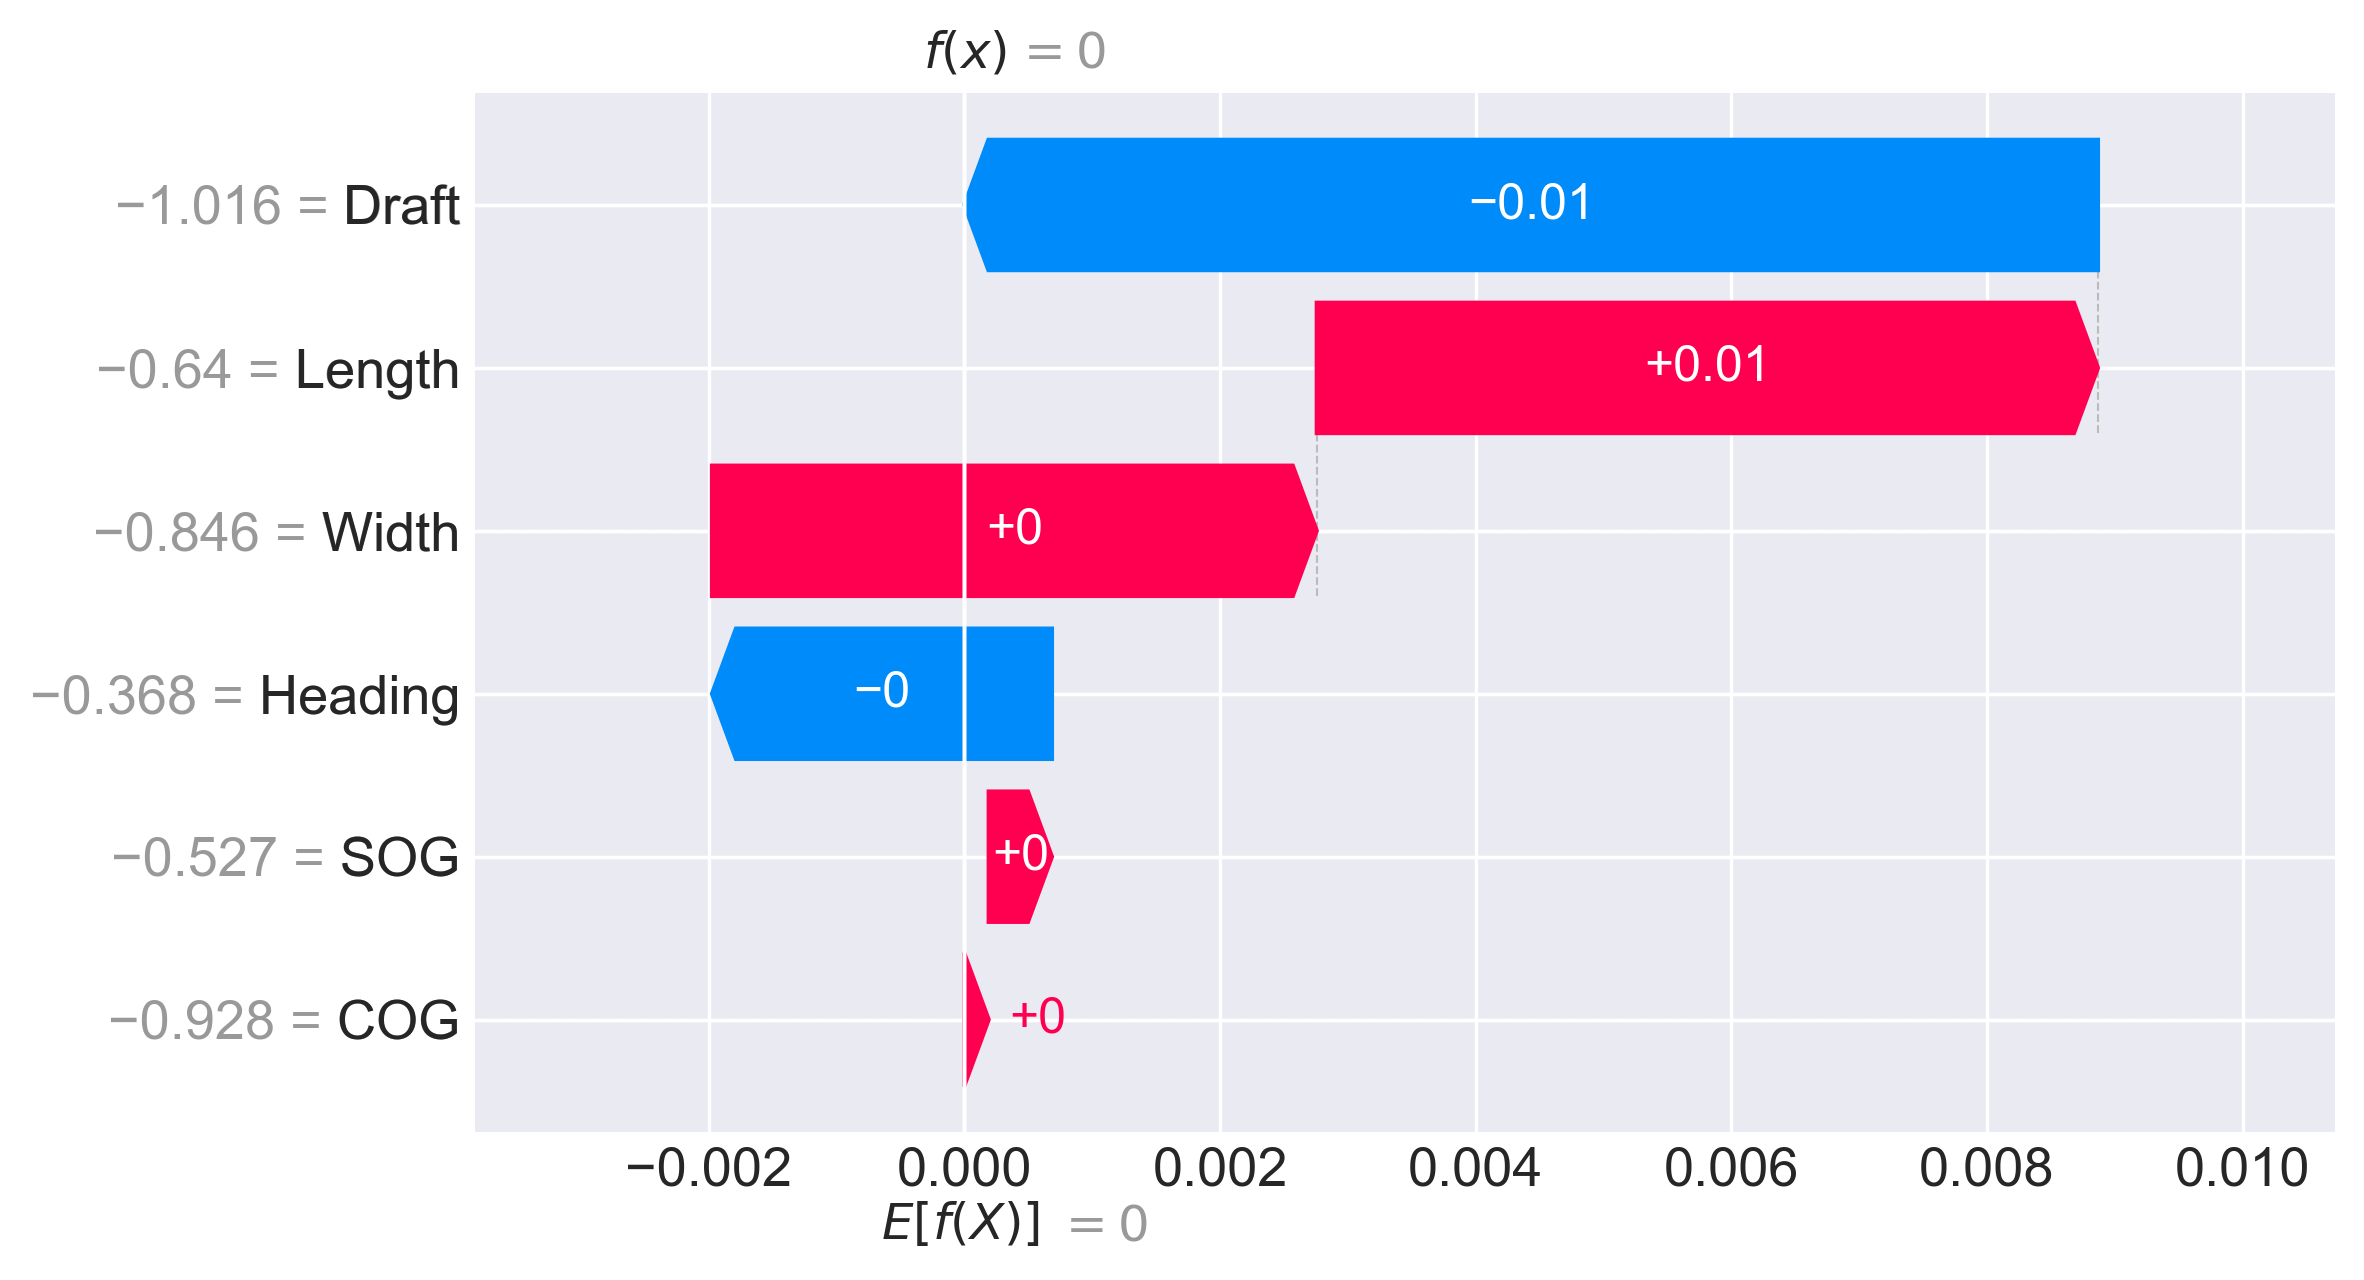 f(x) = 0
−1.016 = Draft
−0.01
−0.64 = Length
+0.01
−0.846 = Width
+0
−0.368 = Heading
−0
−0.527 = SOG
+0
−0.928 = COG
+0
−0.002 0.000 0.002 0.004 0.006 0.008 0.010
E[f(X)] = 0